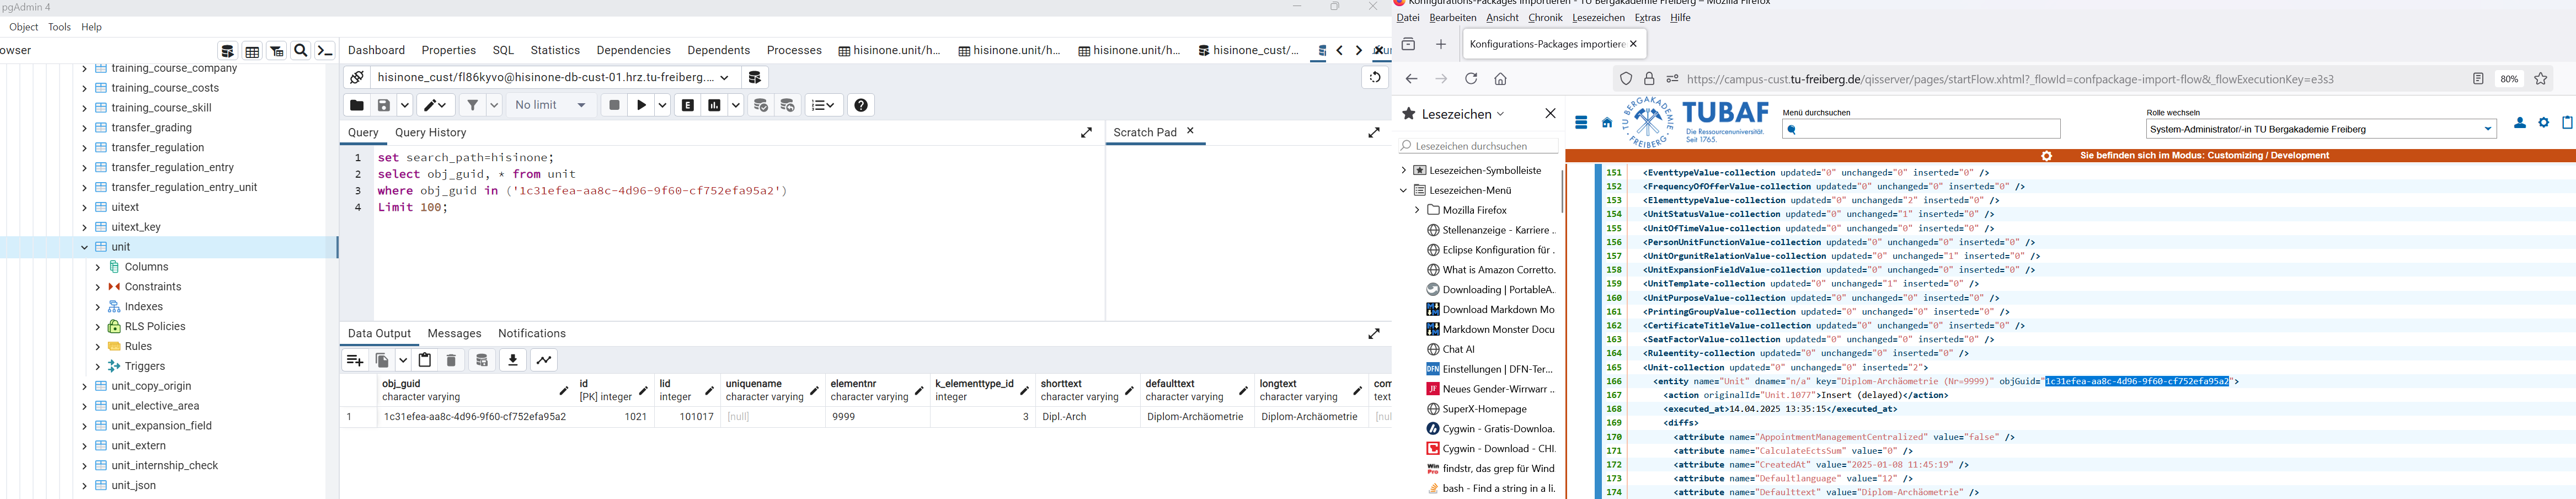 pgAdmin 4
Object Tools Help
owser
training_course_company
training_course_costs
training_course_skill
transfer_grading
transfer_regulation
transfer_regulation_entry
transfer_regulation_entry_unit
uitext
uitext_key
unit
Columns
Constraints
Indexes
RLS Policies
Rules
Triggers
unit_copy_origin
unit_elective_area
unit_expansion_field
unit_extern
unit_internship_check
unit_json
Dashboard Properties SQL Statistics Dependencies Dependents Processes hisinone.unit/h... hisinone.unit/h... hisinone.unit/h... hisinone_cust/...
hisinone_cust/fl86kyvo@hisinone-db-cust-01.hrz.tu-freiberg....
No limit
Query Query History
Scratch Pad
1 set search_path=hisinone;
2 select obj_guid, * from unit
3 where obj_guid in ('1c31efea-aa8c-4d96-9f60-cf752efa95a2')
4 Limit 100;
Data Output Messages Notifications
obj_guid id lid uniquename elementnr k_elementtype_id shorttext defaulttext longtext com
character varying [PK] integer integer character varying character varying integer character varying character varying character varying text
1 1c31efea-aa8c-4d96-9f60-cf752efa95a2 1021 101017 [null] 9999 3 Dipl.-Arch Diplom-Archäometrie Diplom-Archäometrie [nul
Konfigurations-Packages importieren - TU Bergakademie Freiberg – Mozilla Firefox
Datei Bearbeiten Ansicht Chronik Lesezeichen Extras Hilfe
Konfigurations-Packages importiere
https://campus-cust.tu-freiberg.de/qisserver/pages/startFlow.xhtml?_flowId=confpackage-import-flow&_flowExecutionKey=e3s3
80%
Lesezeichen
Lesezeichen durchsuchen
Lesezeichen-Symbolleiste
Lesezeichen-Menü
Mozilla Firefox
Stellenanzeige - Karriere ..
Eclipse Konfiguration für .
What is Amazon Corretto.
Downloading | PortableA..
Download Markdown Mo
Markdown Monster Docu
Chat AI
DFN Einstellungen | DFN-Ter...
JF Neues Gender-Wirrwarr ..
SuperX-Homepage
Cygwin - Gratis-Downloa.
Cygwin - Download - CHI.
Win Pro findstr, das grep für Wind
bash - Find a string in a li.
TU BERGAKADEMIE FREIBERG
TUBAF
Die Ressourcenuniversität.
Seit 1765.
Menü durchsuchen
Rolle wechseln
System-Administrator/-in TU Bergakademie Freiberg
Sie befinden sich im Modus: Customizing / Development
151 <EventtypeValue-collection updated="0" unchanged="0" inserted="0" />
152 <FrequencyOfOfferValue-collection updated="0" unchanged="0" inserted="0" />
153 <ElementtypeValue-collection updated="0" unchanged="2" inserted="0" />
154 <UnitStatusValue-collection updated="0" unchanged="1" inserted="0" />
155 <UnitOfTimeValue-collection updated="0" unchanged="0" inserted="0" />
156 <PersonUnitFunctionValue-collection updated="0" unchanged="0" inserted="0" />
157 <UnitOrgunitRelationValue-collection updated="0" unchanged="1" inserted="0" />
158 <UnitExpansionFieldValue-collection updated="0" unchanged="0" inserted="0" />
159 <UnitTemplate-collection updated="0" unchanged="1" inserted="0" />
160 <UnitPurposeValue-collection updated="0" unchanged="0" inserted="0" />
161 <PrintingGroupValue-collection updated="0" unchanged="0" inserted="0" />
162 <CertificateTitleValue-collection updated="0" unchanged="0" inserted="0" />
163 <SeatFactorValue-collection updated="0" unchanged="0" inserted="0" />
164 <Ruleentity-collection updated="0" unchanged="0" inserted="0" />
165 <Unit-collection updated="0" unchanged="0" inserted="2">
166 <entity name="Unit" dname="n/a" key="Diplom-Archäometrie (Nr=9999)" objGuid="1c31efea-aa8c-4d96-9f60-cf752efa95a2">
167 <action originalId="Unit.1077">Insert (delayed)</action>
168 <executed_at>14.04.2025 13:35:15</executed_at>
169 <diffs>
170 <attribute name="AppointmentManagementCentralized" value="false" />
171 <attribute name="CalculateEctsSum" value="0" />
172 <attribute name="CreatedAt" value="2025-01-08 11:45:19" />
173 <attribute name="Defaultlanguage" value="12" />
174 <attribute name="Defaulttext" value="Diplom-Archäometrie" />